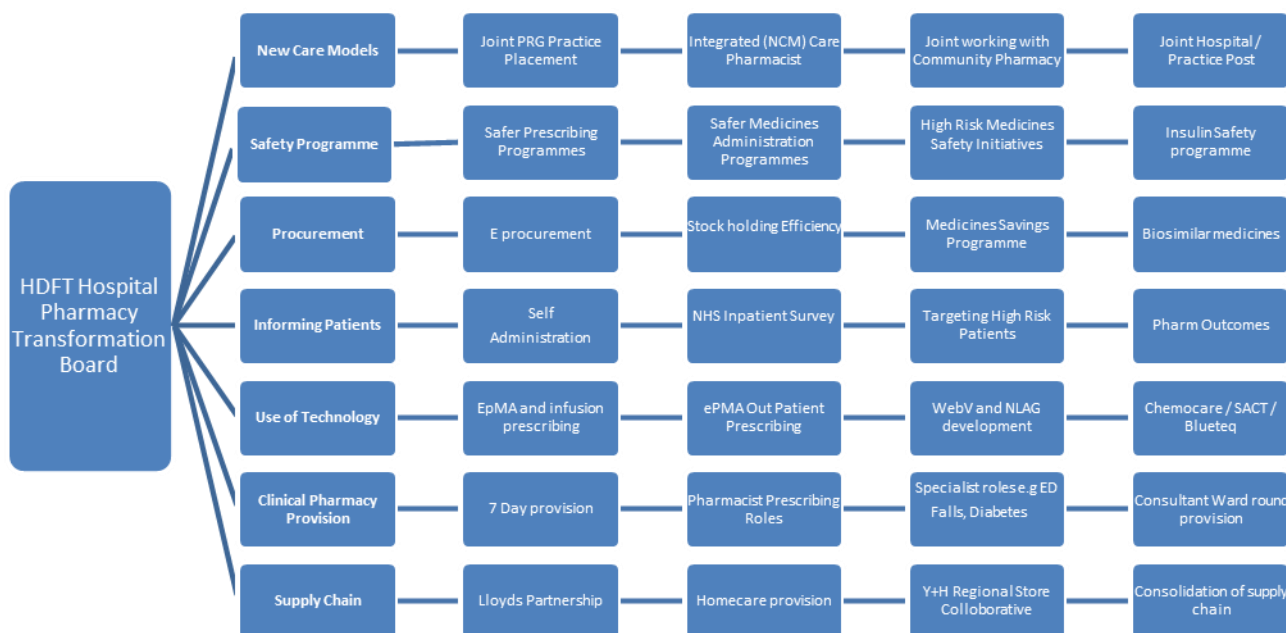 HDFT Hospital
Pharmacy
Transformation
Board
New Care Models
Joint PRG Practice
Placement
Integrated (NCM) Care
Pharmacist
Joint working with
Community Pharmacy
Joint Hospital /
Practice Post
Safety Programme
Safer Prescribing
Programmes
Safer Medicines
Administration
Programmes
High Risk Medicines
Safety Initiatives
Insulin Safety
programme
Procurement
E procurement
Stock holding Efficiency
Medicines Savings
Programme
Biosimilar medicines
Informing Patients
Self
Administration
NHS Inpatient Survey
Targeting High Risk
Patients
Pharm Outcomes
Use of Technology
EpMA and infusion
prescribing
ePMA Out Patient
Prescribing
WebV and NLAG
development
Chemocare / SACT /
Blueteq
Clinical Pharmacy
Provision
7 Day provision
Pharmacist Prescribing
Roles
Specialist roles e.g ED
Falls, Diabetes
Consultant Ward round
provision
Supply Chain
Lloyds Partnership
Homecare provision
Y+H Regional Store
Colloborative
Consolidation of supply
chain